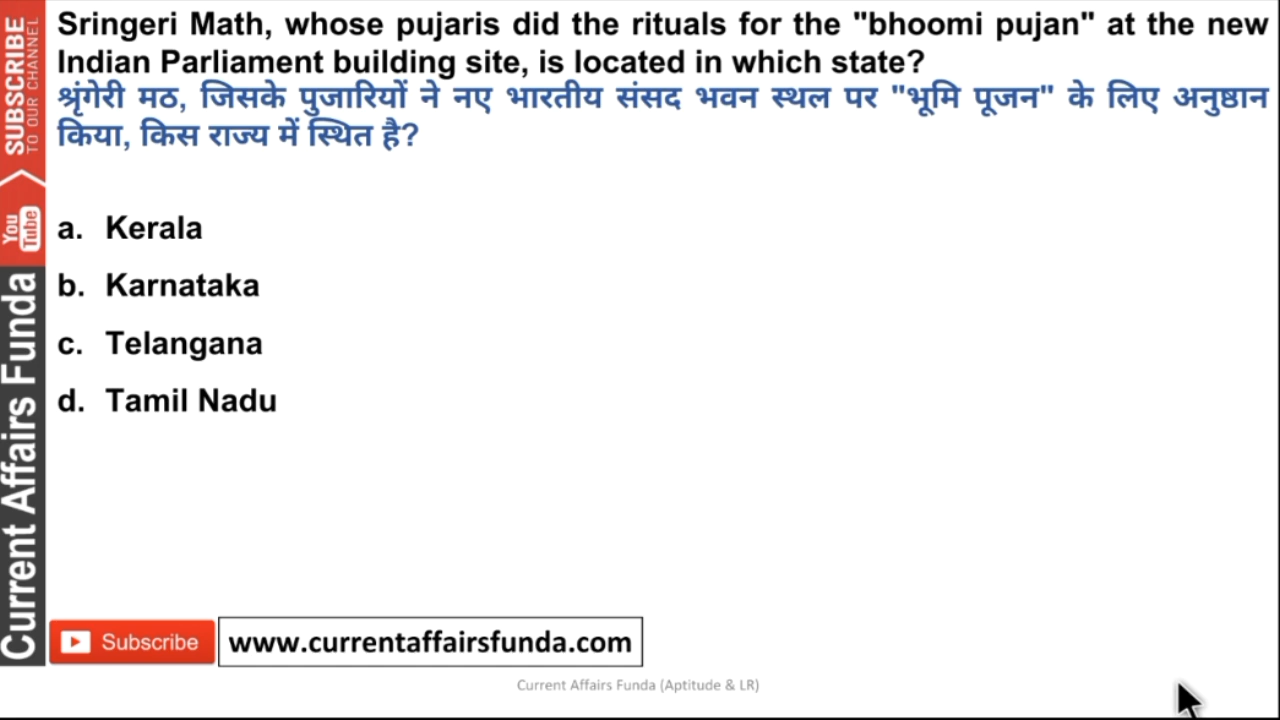 Sringeri Math, whose pujaris did the rituals for the "bhoomi pujan" at the new
Indian Parliament building site, is located in which state?
श्रृंगेरी मठ, जिसके पुजारियों ने नए भारतीय संसद भवन स्थल पर "भूमि पूजन" के लिए अनुष्ठान
किया, किस राज्य में स्थित है?
a. Kerala
b. Karnataka
c. Telangana
d. Tamil Nadu
SUBSCRIBE
TO OUR CHANNEL
You
Tube
Current Affairs Funda
Subscribe
www.currentaffairsfunda.com
Current Affairs Funda (Aptitude & LR)